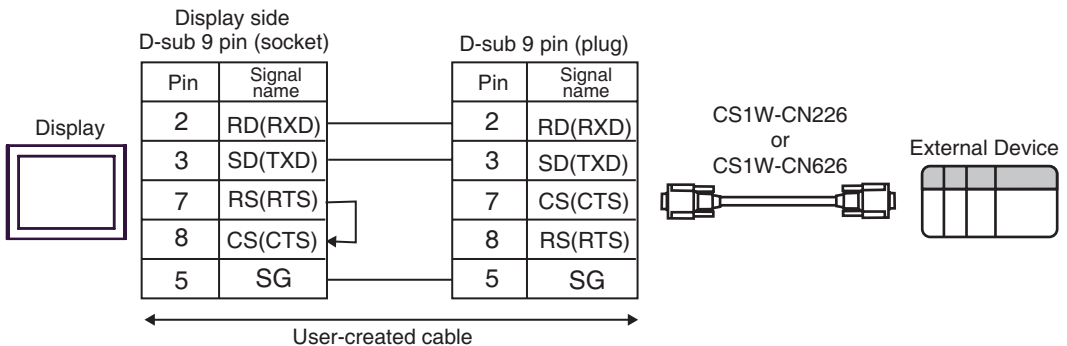 Display side
D-sub 9 pin (socket)
D-sub 9 pin (plug)
Pin Signal name
Pin Signal name
2 RD(RXD) 2 RD(RXD)
3 SD(TXD) 3 SD(TXD)
7 RS(RTS) 7 CS(CTS)
8 CS(CTS) 8 RS(RTS)
5 SG 5 SG
Display
CS1W-CN226
or
CS1W-CN626
External Device
User-created cable